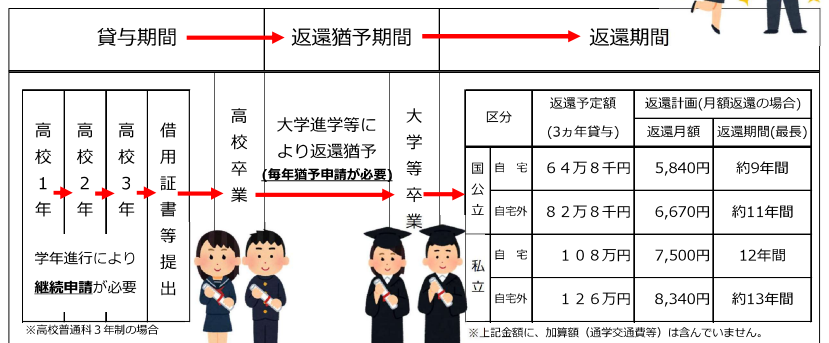 貸与期間 返還猶予期間 返還期間
高校1年
高校2年
高校3年
借用証書等提出
学年進行により
継続申請が必要
※高校普通科３年制の場合
高校卒業
大学進学等に
より返還猶予
(毎年猶予申請が必要)
大学等卒業
区分 返還予定額 返還計画(月額返還の場合)
(3ヵ年貸与) 返還月額 返還期間(最長)
国公立 自　宅 ６４万８千円 5,840円 約9年間
自宅外 ８２万８千円 6,670円 約11年間
私立 自　宅 １０８万円 7,500円 12年間
自宅外 １２６万円 8,340円 約13年間
※上記金額に、加算額（通学交通費等）は含んでいません。